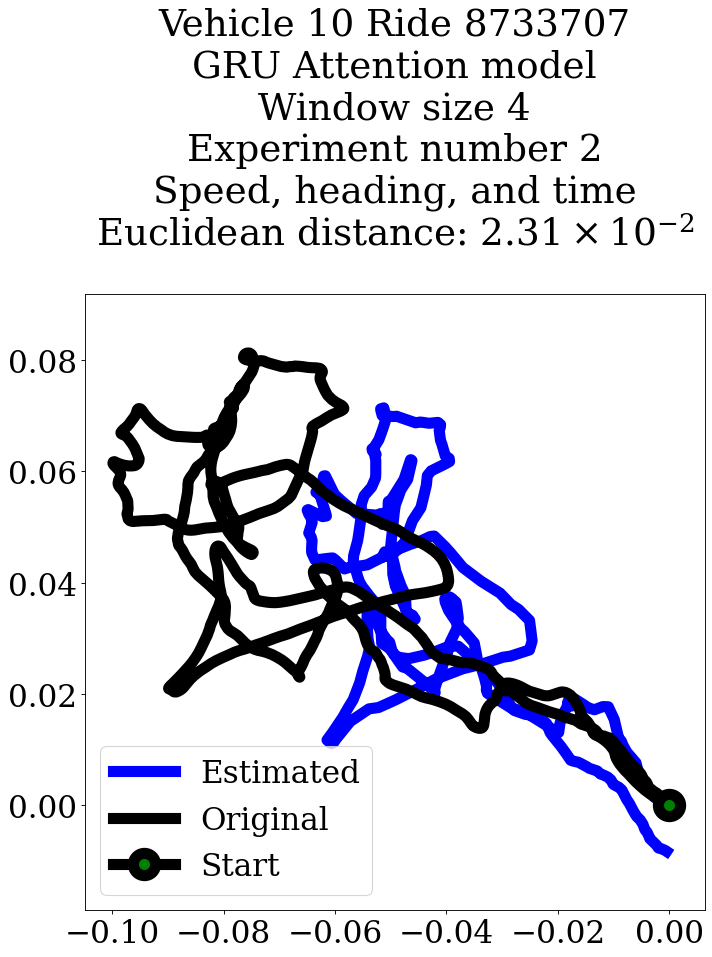 Vehicle 10 Ride 8733707
GRU Attention model
Window size 4
Experiment number 2
Speed, heading, and time
Euclidean distance: 2.31 × 10⁻²
0.08
0.06
0.04
0.02
0.00
Estimated
Original
Start
−0.10 −0.08 −0.06 −0.04 −0.02 0.00